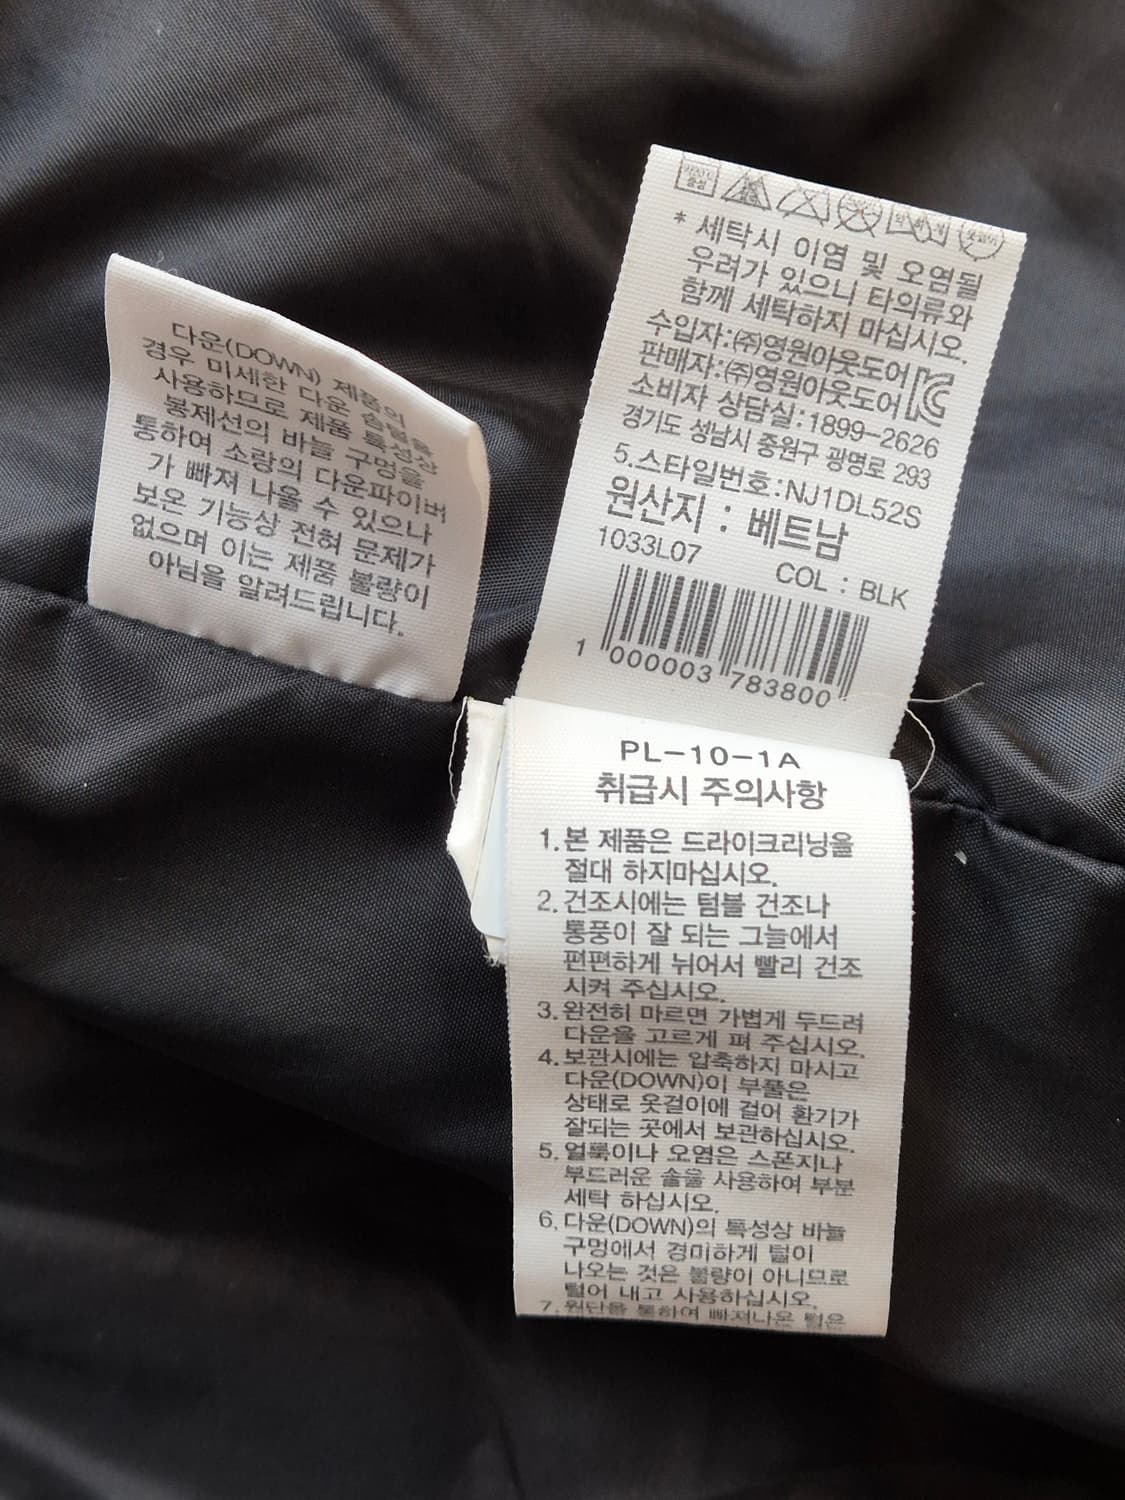 다운(DOWN) 제품의
경우 미세한 다운 솜털을
사용하므로 제품 특성상
봉제선의 바늘 구멍을
통하여 소량의 다운파이버
가 빠져 나올 수 있으나
보온 기능상 전혀 문제가
없으며 이는 제품 불량이
아님을 알려드립니다.
* 세탁시 이염 및 오염될
우려가 있으니 타의류와
함께 세탁하지 마십시오.
수입자:㈜영원아웃도어
판매자:㈜영원아웃도어
소비자 상담실:1899-2626
경기도 성남시 중원구 광명로 293
5.스타일번호:NJ1DL52S
원산지 : 베트남
1033L07
COL : BLK
1 000003 783800
PL-10-1A
취급시 주의사항
1.본 제품은 드라이크리닝을
절대 하지마십시오.
2.건조시에는 텀블 건조나
통풍이 잘 되는 그늘에서
편편하게 뉘어서 빨리 건조
시켜 주십시오.
3.완전히 마르면 가볍게 두드려
다운을 고르게 펴 주십시오.
4.보관시에는 압축하지 마시고
다운(DOWN)이 부풀은
상태로 옷걸이에 걸어 환기가
잘되는 곳에서 보관하십시오.
5.얼룩이나 오염은 스폰지나
부드러운 솔을 사용하여 부분
세탁 하십시오.
6.다운(DOWN)의 특성상 바늘
구멍에서 경미하게 털이
나오는 것은 불량이 아니므로
털어 내고 사용하십시오.
7.원단을 통하여 빠져나온 털은